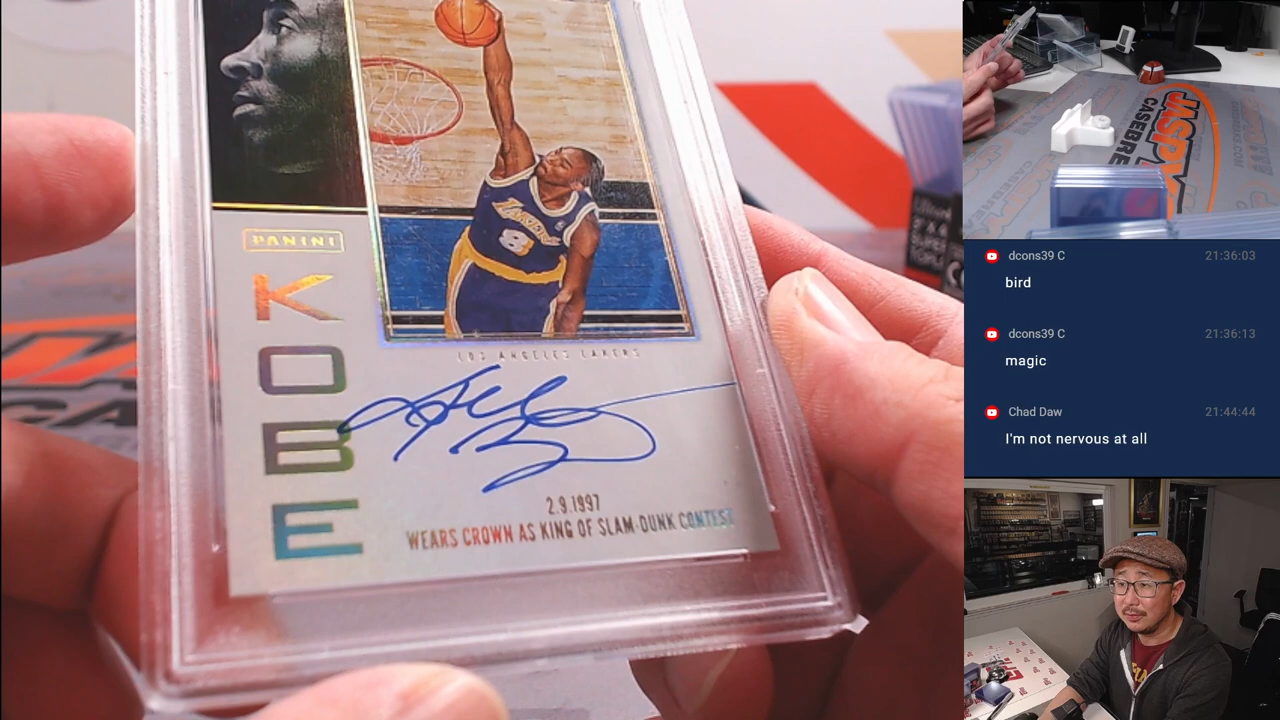 PANINI
KOBE
LAKERS
8
LOS ANGELES LAKERS
2.9.1997
WEARS CROWN AS KING OF SLAM-DUNK CONTEST
JASPY'S
CASEBRE
dcons39 C 21:36:03
bird
dcons39 C 21:36:13
magic
Chad Daw 21:44:44
I'm not nervous at all